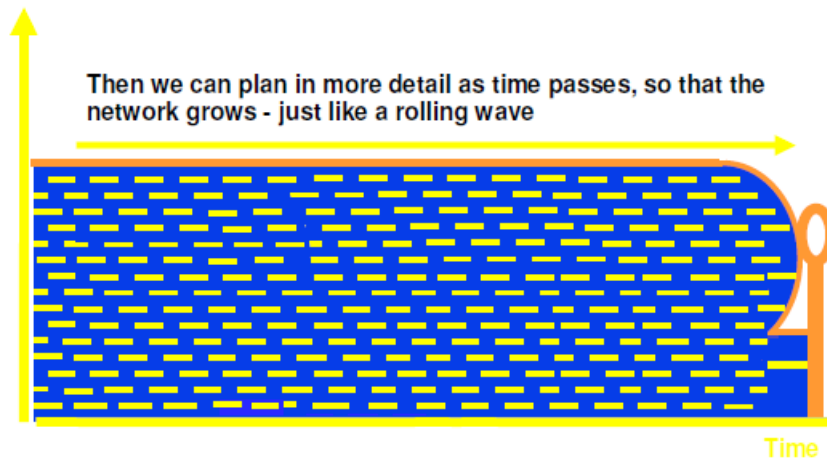 Then we can plan in more detail as time passes, so that the
network grows - just like a rolling wave
Time